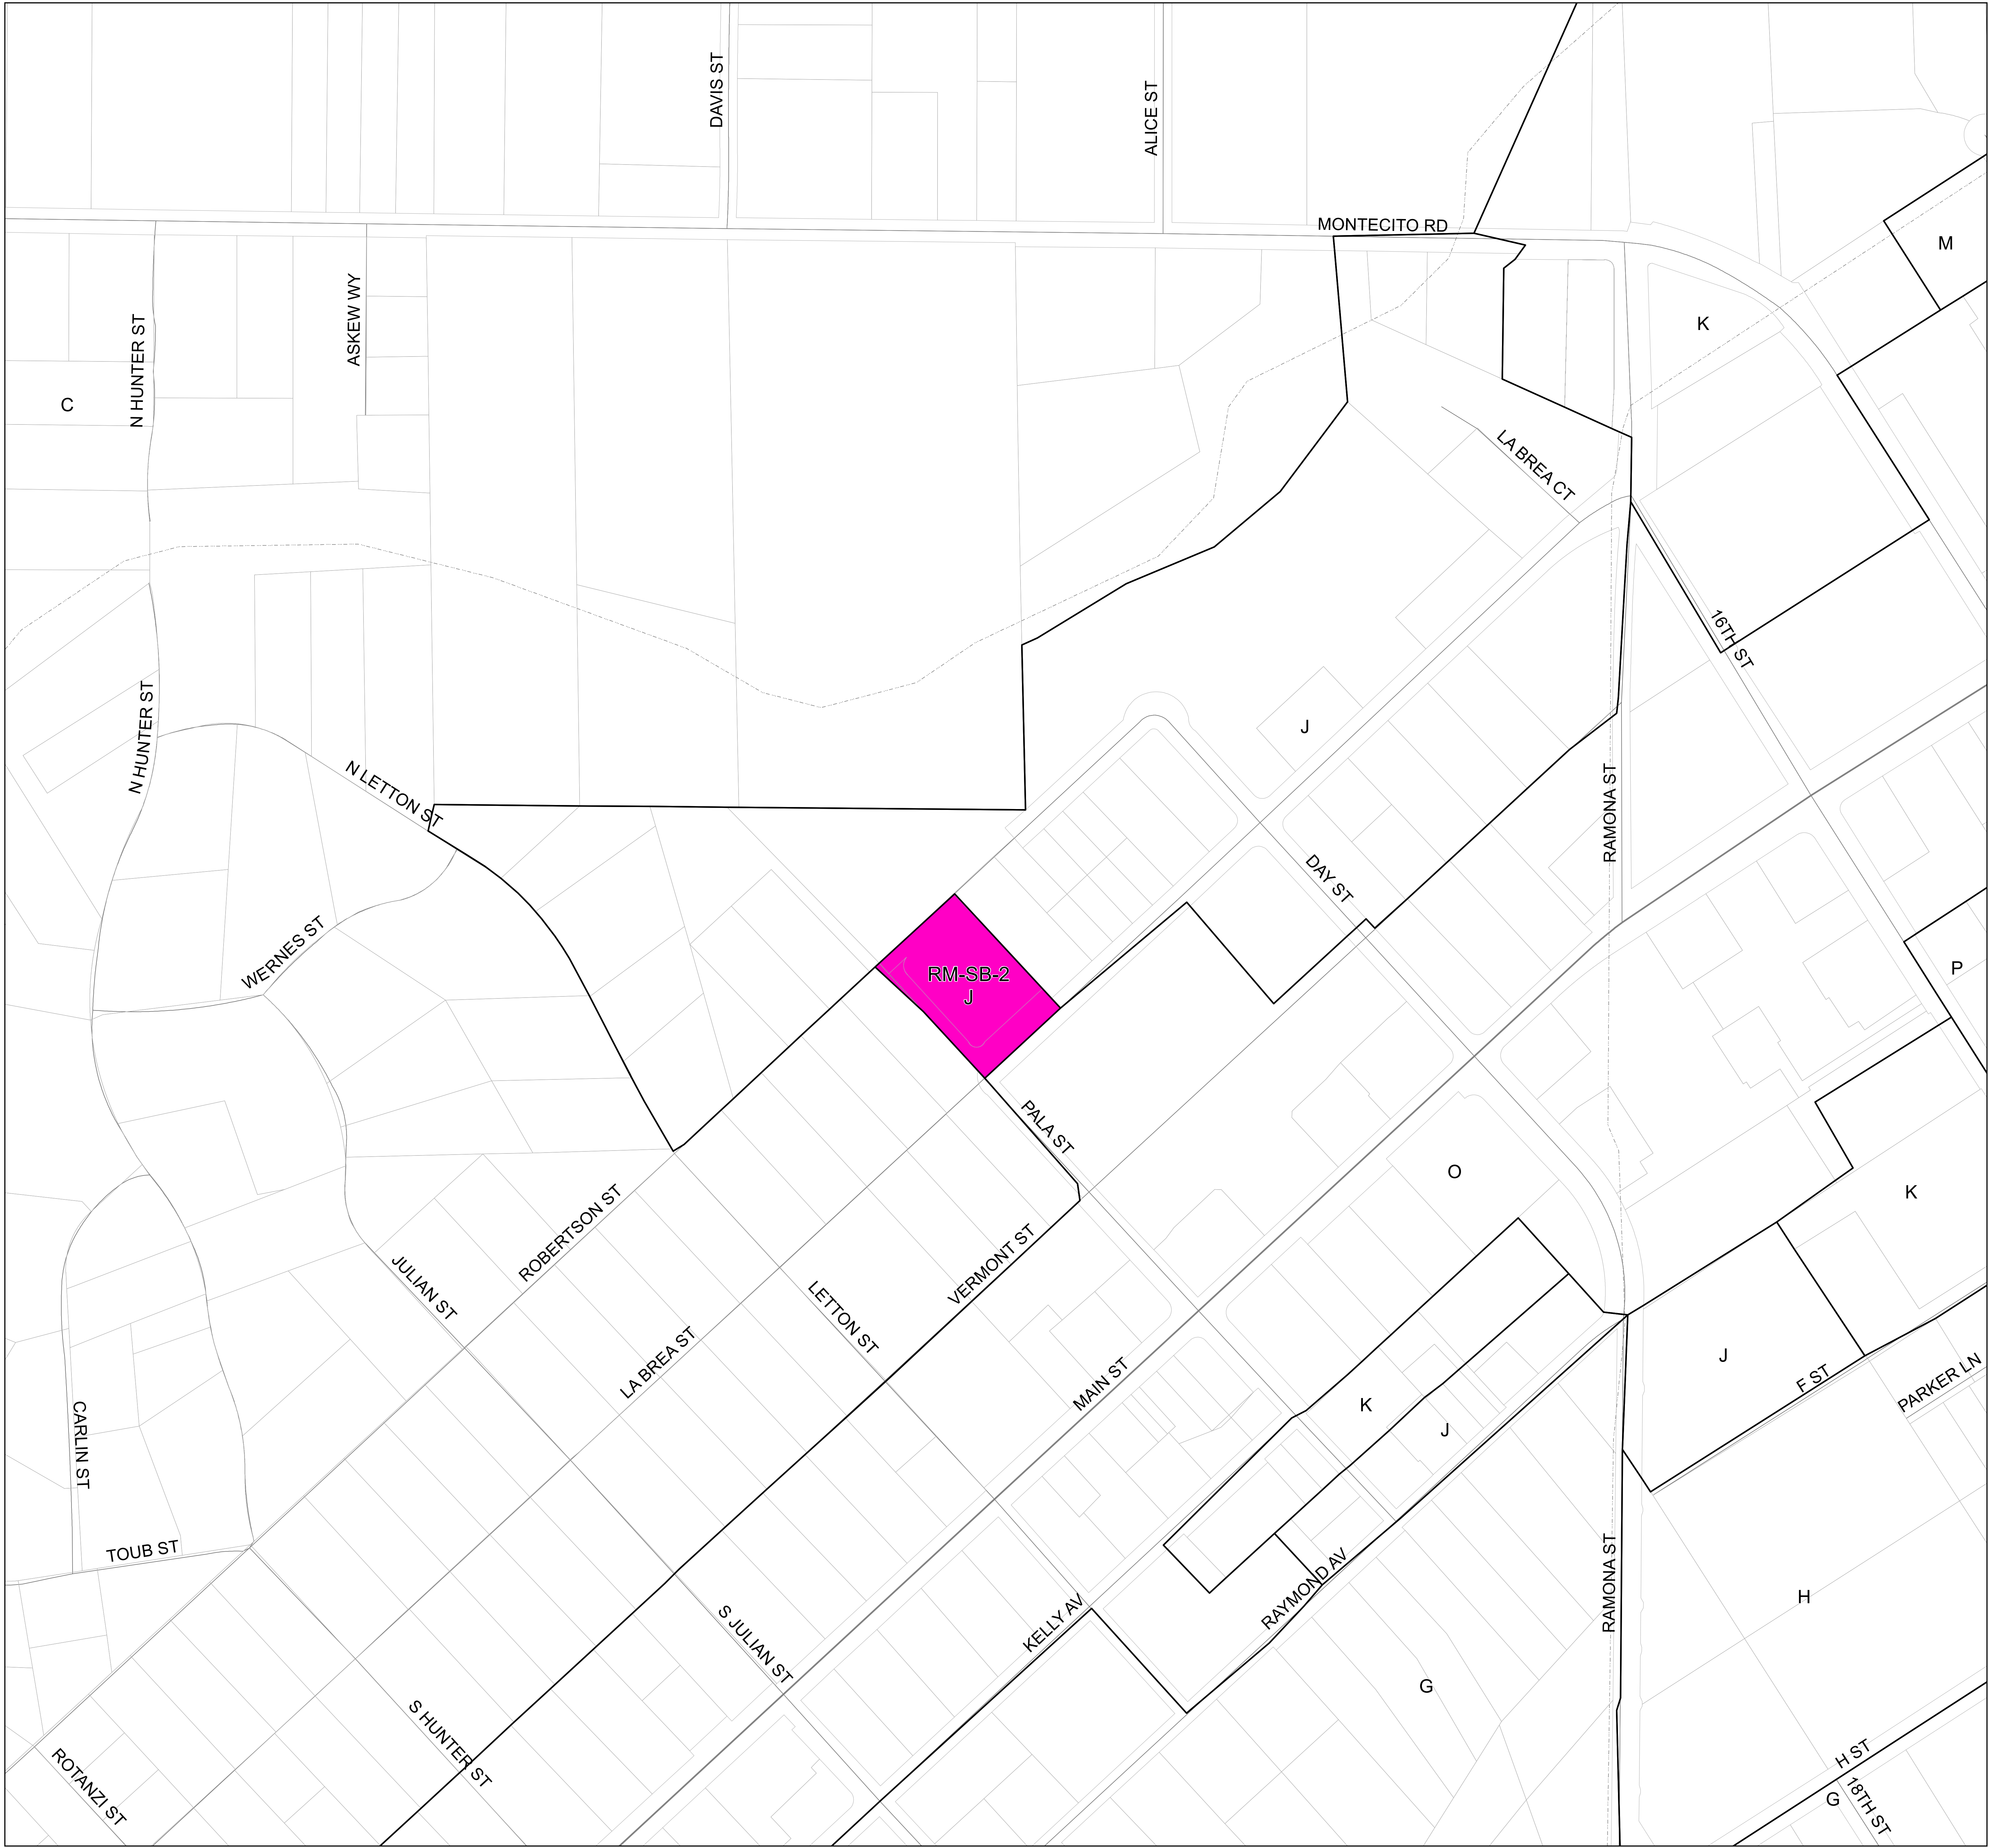 DAVIS ST
ALICE ST
MONTECITO RD
M
ASKEW WY
N HUNTER ST
K
C
LA BREA CT
16TH ST
N HUNTER ST
J
N LETTON ST
RAMONA ST
DAY ST
WERNES ST
RM-SB-2
J
P
PALA ST
O
K
ROBERTSON ST
JULIAN ST
VERMONT ST
LETTON ST
LA BREA ST
MAIN ST
J
F ST
PARKER LN
K
J
CARLIN ST
TOUB ST
RAYMOND AV
RAMONA ST
H
KELLY AV
S JULIAN ST
G
S HUNTER ST
H ST
ROTANZI ST
G
18TH ST